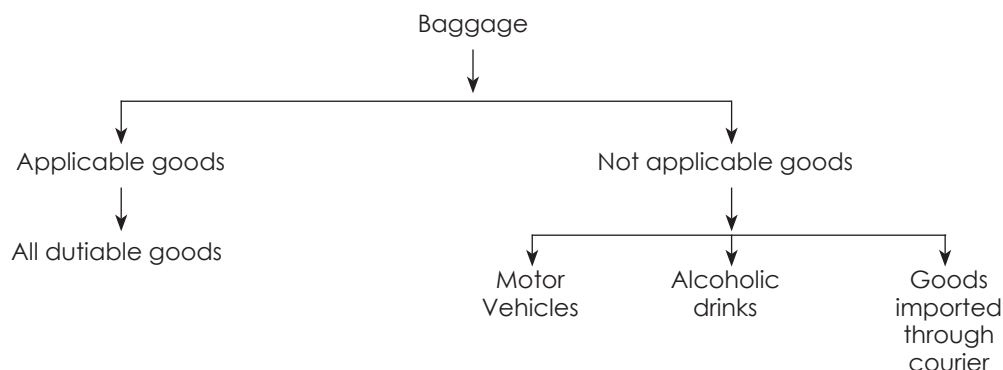 Baggage
Applicable goods
Not applicable goods
All dutiable goods
Motor
Vehicles
Alcoholic
drinks
Goods
imported
through
courier